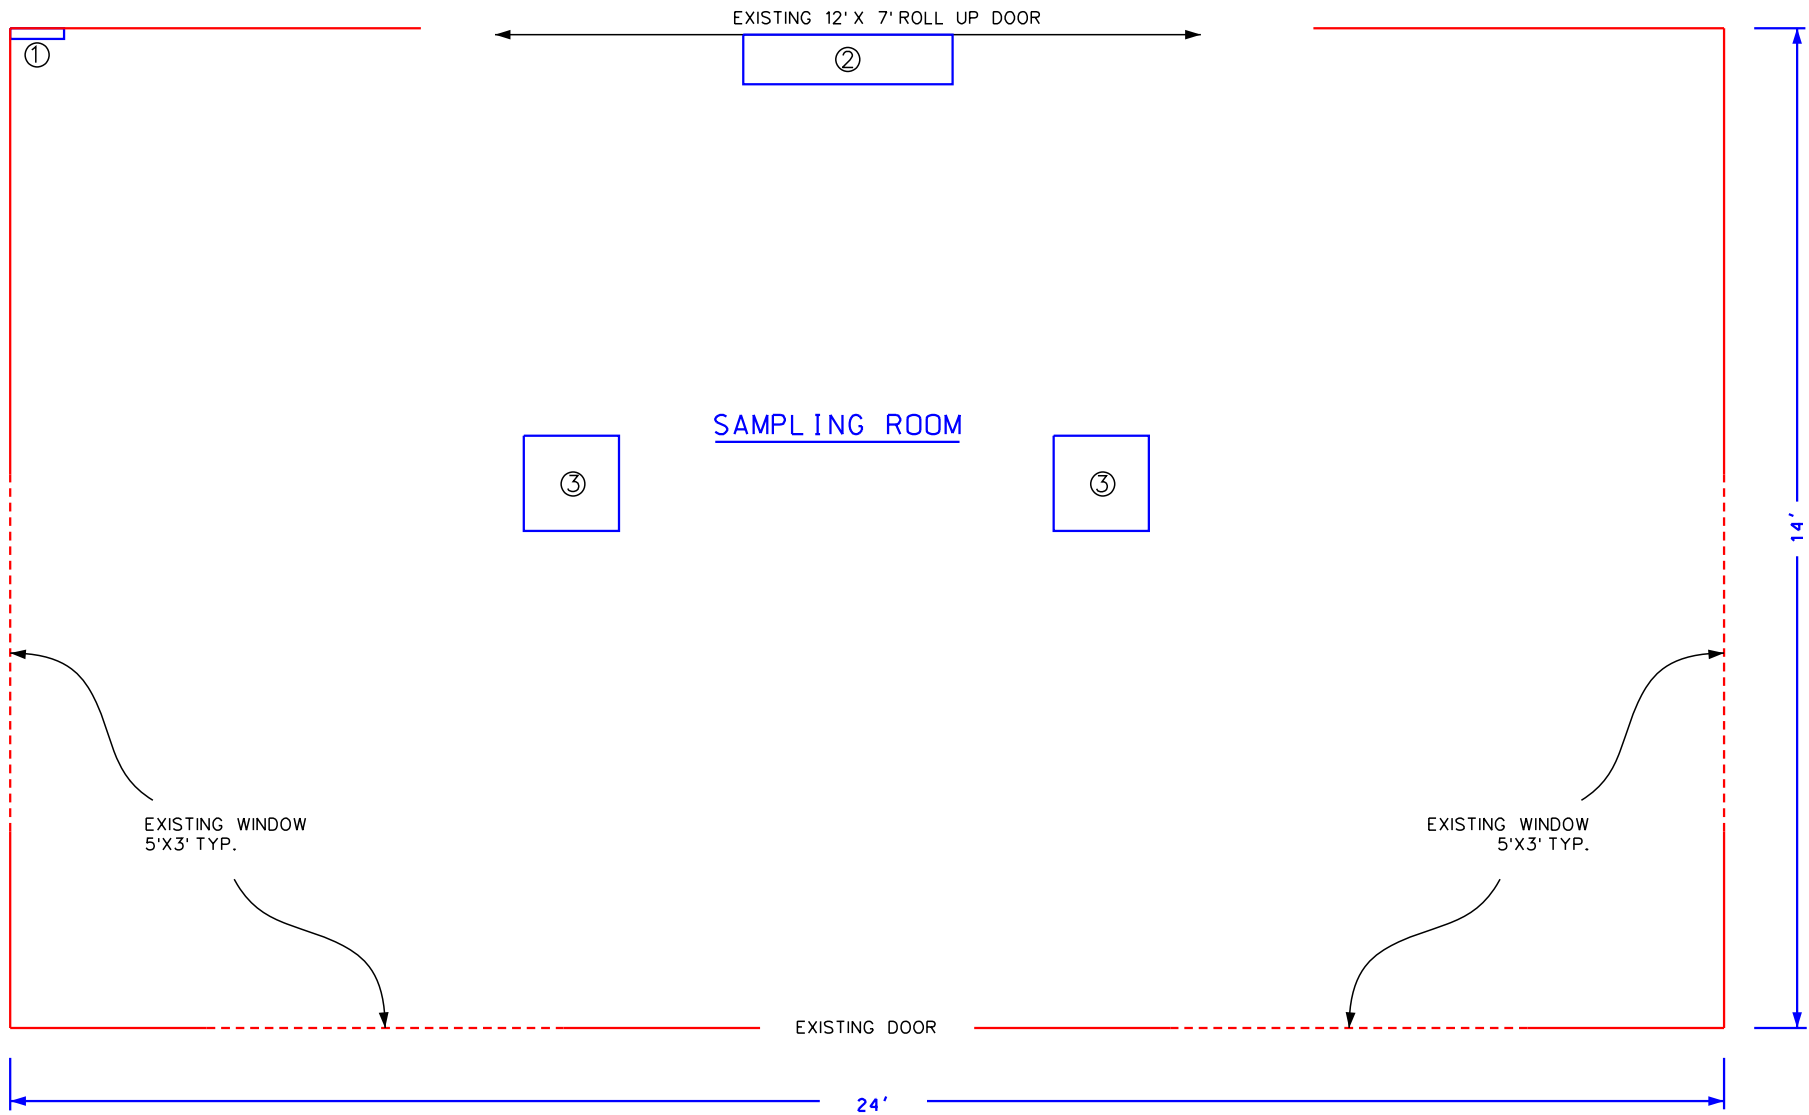 EXISTING 12' X 7' ROLL UP DOOR
1
2
SAMPLING ROOM
3
3
14'
EXISTING WINDOW
5'X3' TYP.
EXISTING WINDOW
5'X3' TYP.
EXISTING DOOR
24'